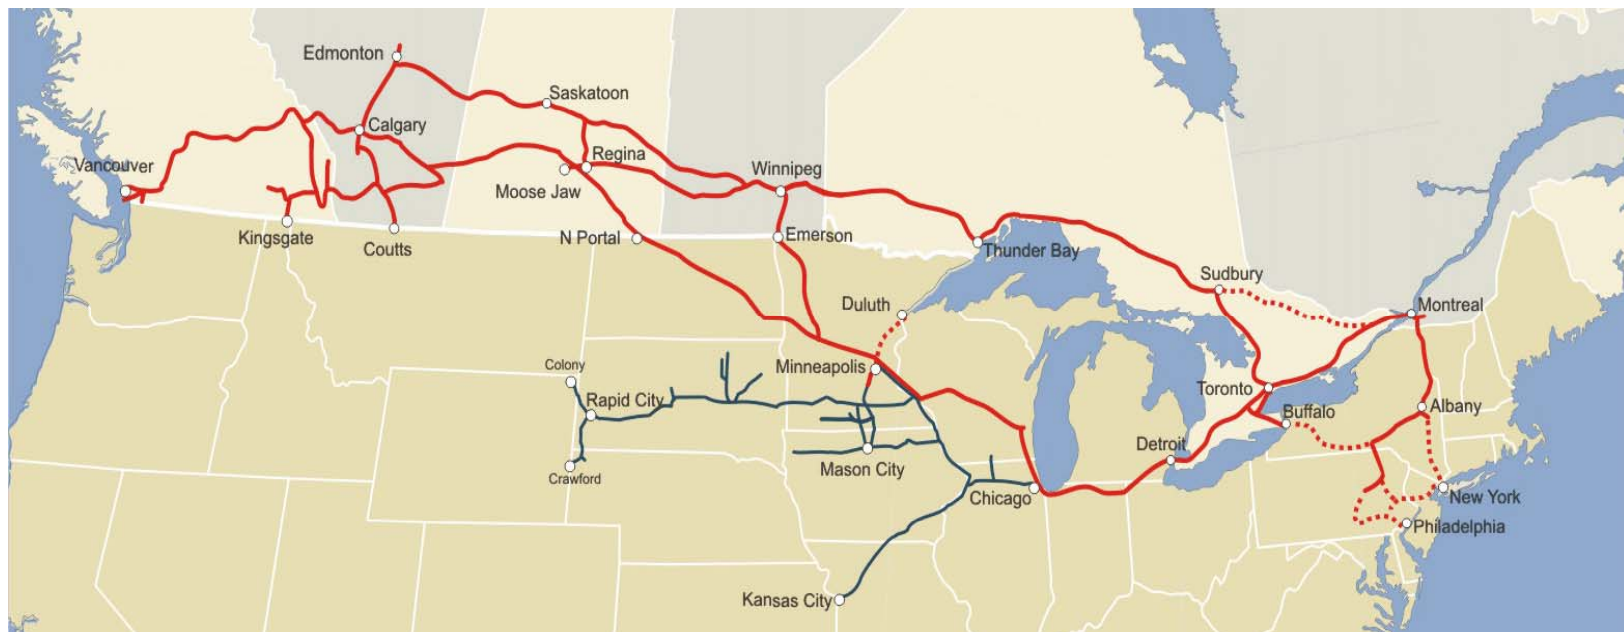 Edmonton
Saskatoon
Calgary
Vancouver
Regina
Winnipeg
Moose Jaw
Kingsgate
Coutts
N Portal
Emerson
Thunder Bay
Sudbury
Duluth
Montreal
Minneapolis
Colony
Rapid City
Toronto
Buffalo
Albany
Detroit
Mason City
Crawford
Chicago
New York
Philadelphia
Kansas City